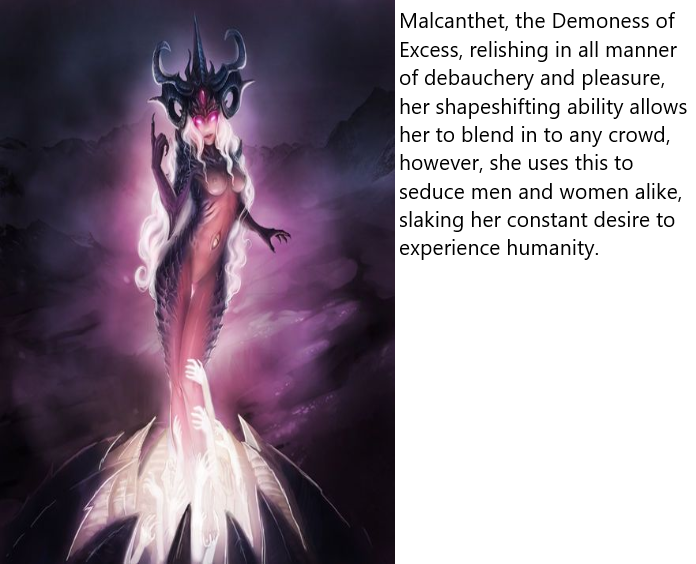 Malcanthet, the Demoness of
Excess, relishing in all manner
of debauchery and pleasure,
her shapeshifting ability allows
her to blend in to any crowd,
however, she uses this to
seduce men and women alike,
slaking her constant desire to
experience humanity.